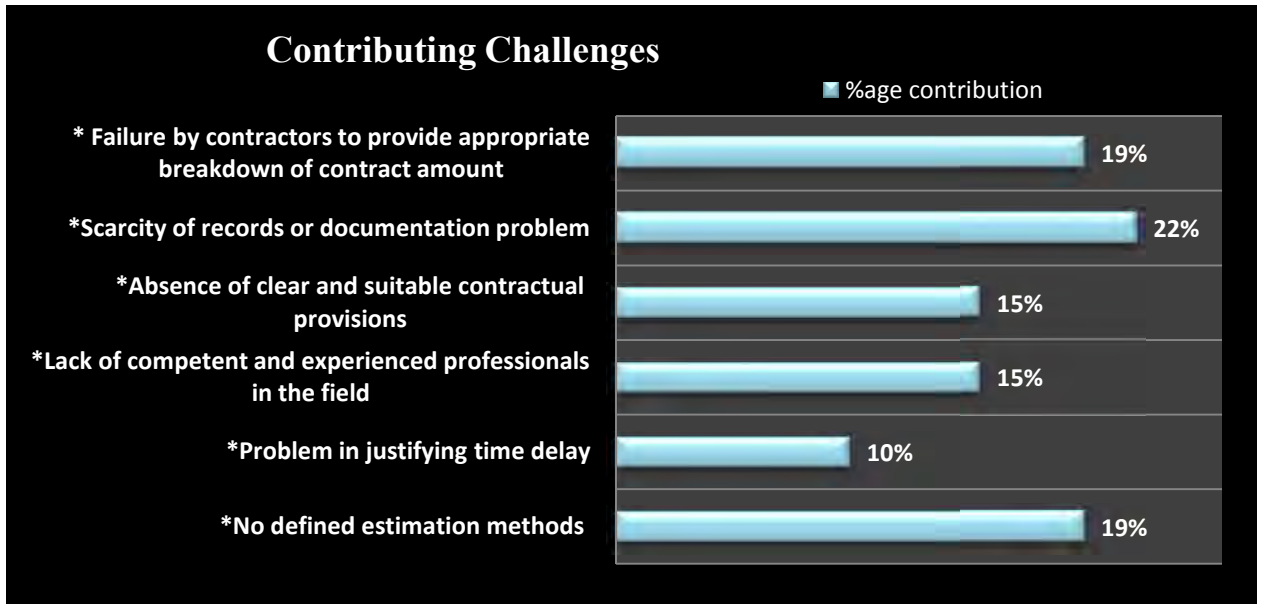 Contributing Challenges
%age contribution
* Failure by contractors to provide appropriate
breakdown of contract amount
19%
*Scarcity of records or documentation problem
22%
*Absence of clear and suitable contractual
provisions
15%
*Lack of competent and experienced professionals
in the field
15%
*Problem in justifying time delay
10%
*No defined estimation methods
19%